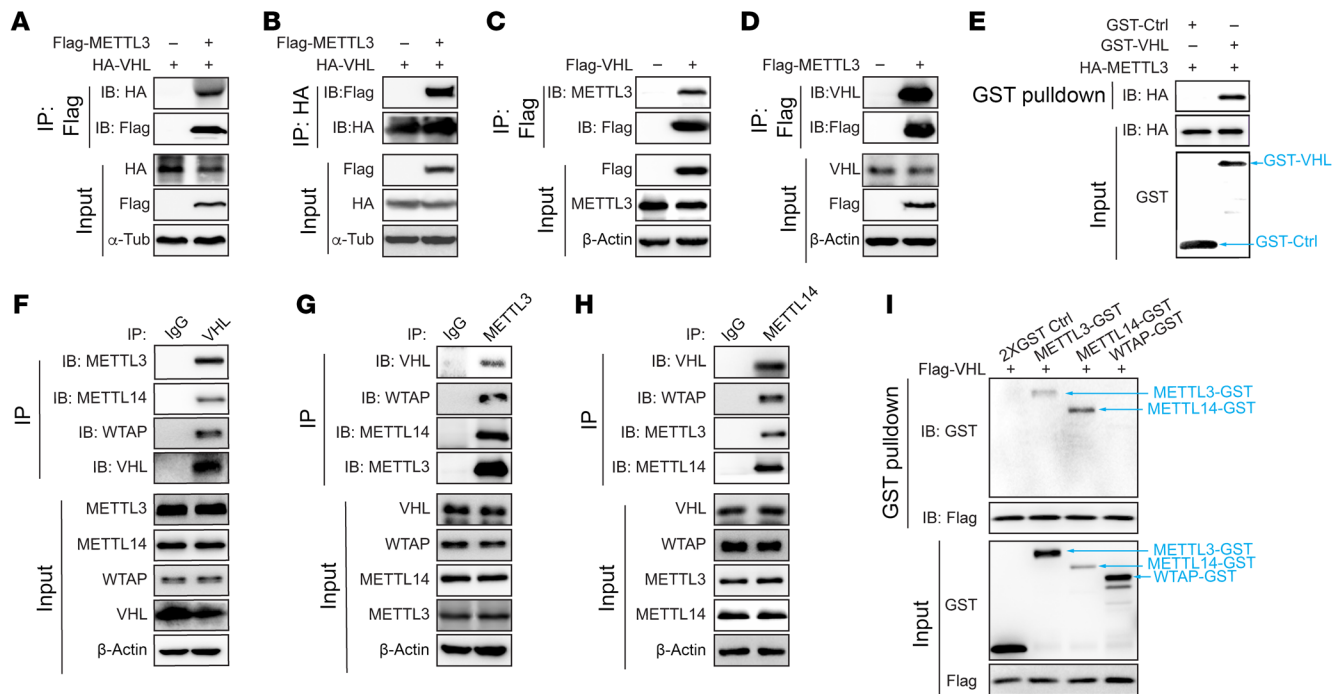 A
Flag-METTL3 – +
HA-VHL + +
IP: Flag
IB: HA
IB: Flag
Input
HA
Flag
α-Tub
B
Flag-METTL3 – +
HA-VHL + +
IP: HA
IB:Flag
IB:HA
Input
Flag
HA
α-Tub
C
Flag-VHL – +
IP: Flag
IB: METTL3
IB: Flag
Input
Flag
METTL3
β-Actin
D
Flag-METTL3 – +
IP: Flag
IB:VHL
IB:Flag
Input
VHL
Flag
β-Actin
E
GST-Ctrl + –
GST-VHL – +
HA-METTL3 + +
GST pulldown
IB: HA
Input
IB: HA
GST
GST-VHL
GST-Ctrl
F
IP: IgG VHL
IP
IB: METTL3
IB: METTL14
IB: WTAP
IB: VHL
Input
METTL3
METTL14
WTAP
VHL
β-Actin
G
IP: IgG METTL3
IP
IB: VHL
IB: WTAP
IB: METTL14
IB: METTL3
Input
VHL
WTAP
METTL14
METTL3
β-Actin
H
IP: IgG METTL14
IP
IB: VHL
IB: WTAP
IB: METTL3
IB: METTL14
Input
VHL
WTAP
METTL3
METTL14
β-Actin
I
2XGST Ctrl METTL3-GST METTL14-GST WTAP-GST
Flag-VHL + + + +
GST pulldown
IB: GST
METTL3-GST
METTL14-GST
IB: Flag
Input
GST
METTL3-GST
METTL14-GST
WTAP-GST
Flag